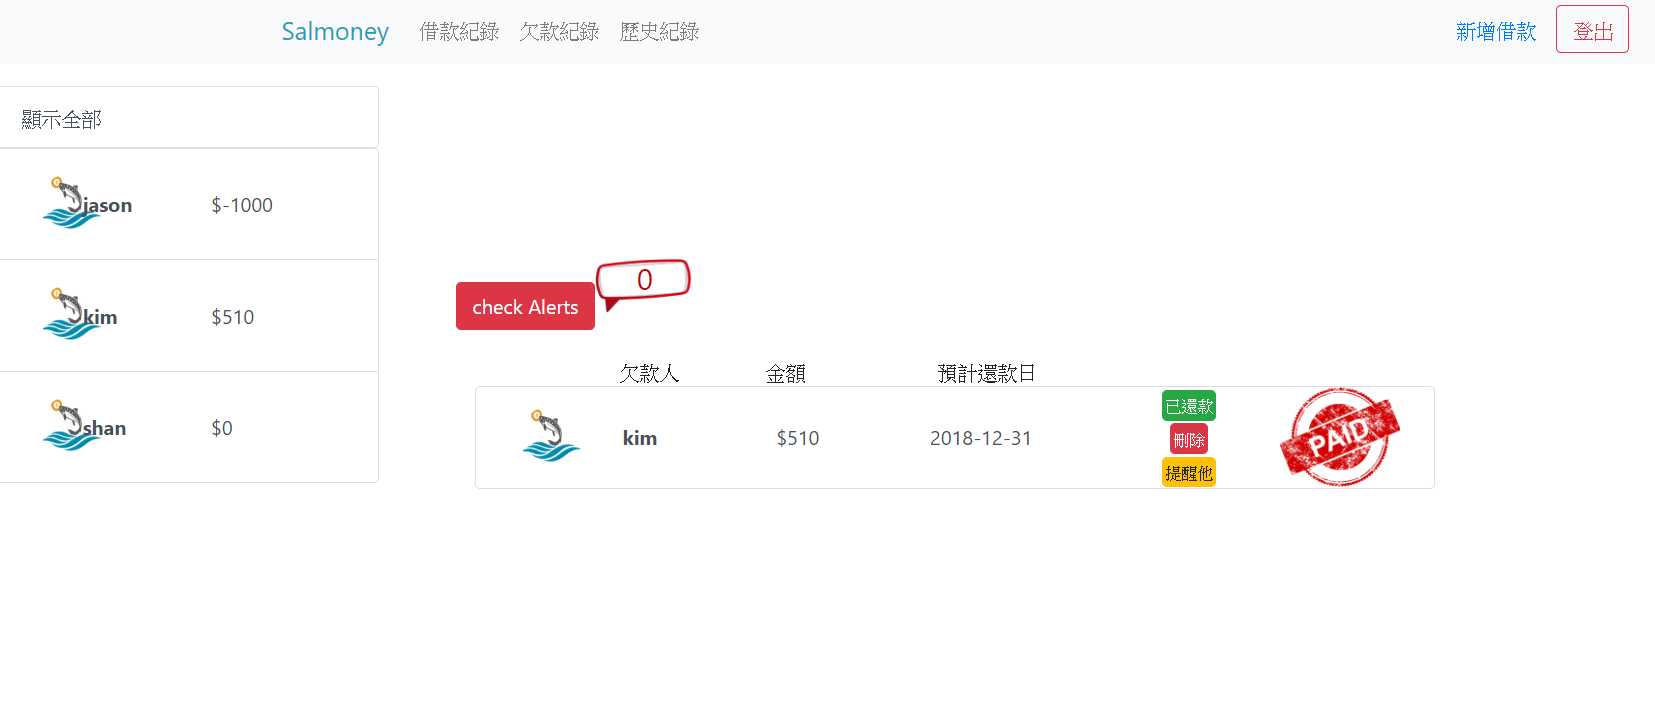 Salmoney 借款紀錄 欠款紀錄 歷史紀錄 新增借款 登出
顯示全部
jason $-1000
kim $510
shan $0
check Alerts 0
欠款人 金額 預計還款日
kim $510 2018-12-31 已還款 刪除 提醒他 PAID